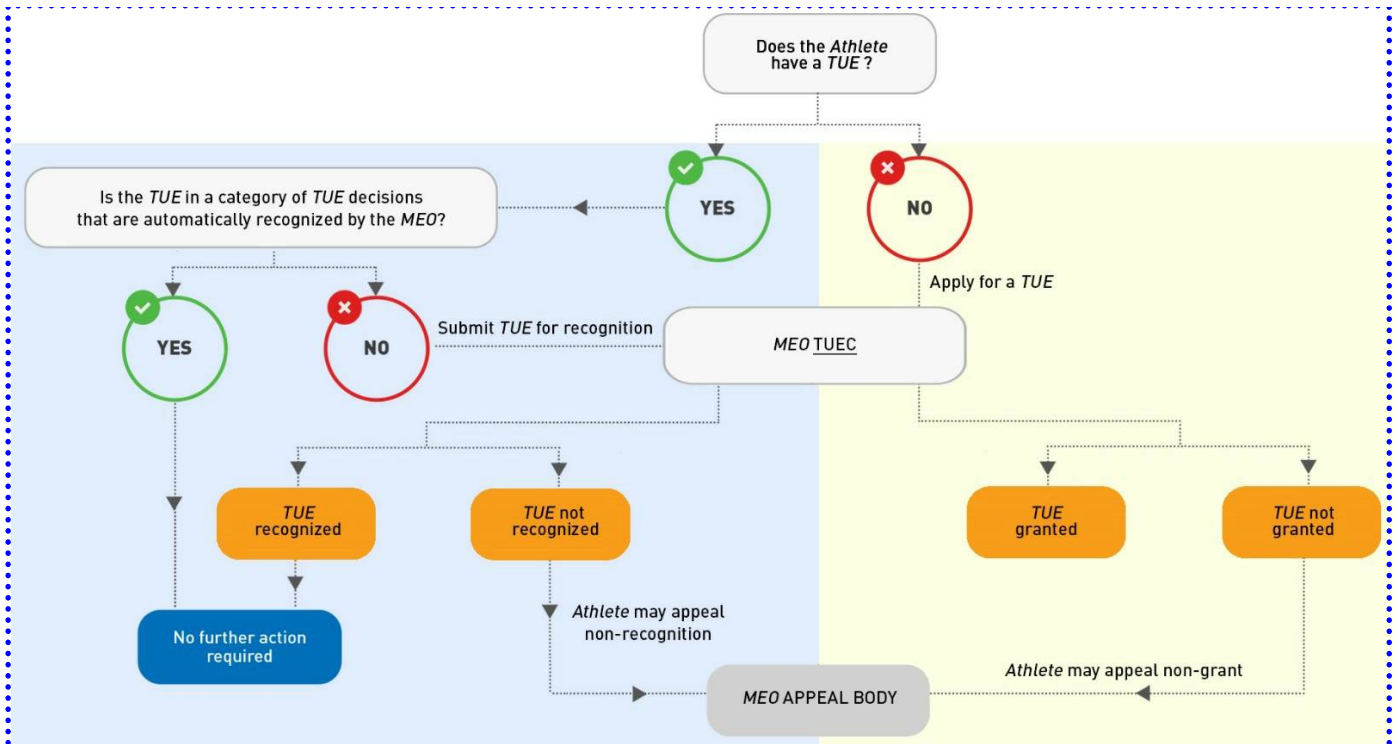 Does the Athlete
have a TUE ?
Is the TUE in a category of TUE decisions
that are automatically recognized by the MEO?
YES
NO
Apply for a TUE
YES
NO
Submit TUE for recognition
MEO TUEC
TUE
recognized
TUE not
recognized
TUE
granted
TUE not
granted
No further action
required
Athlete may appeal
non-recognition
Athlete may appeal non-grant
MEO APPEAL BODY